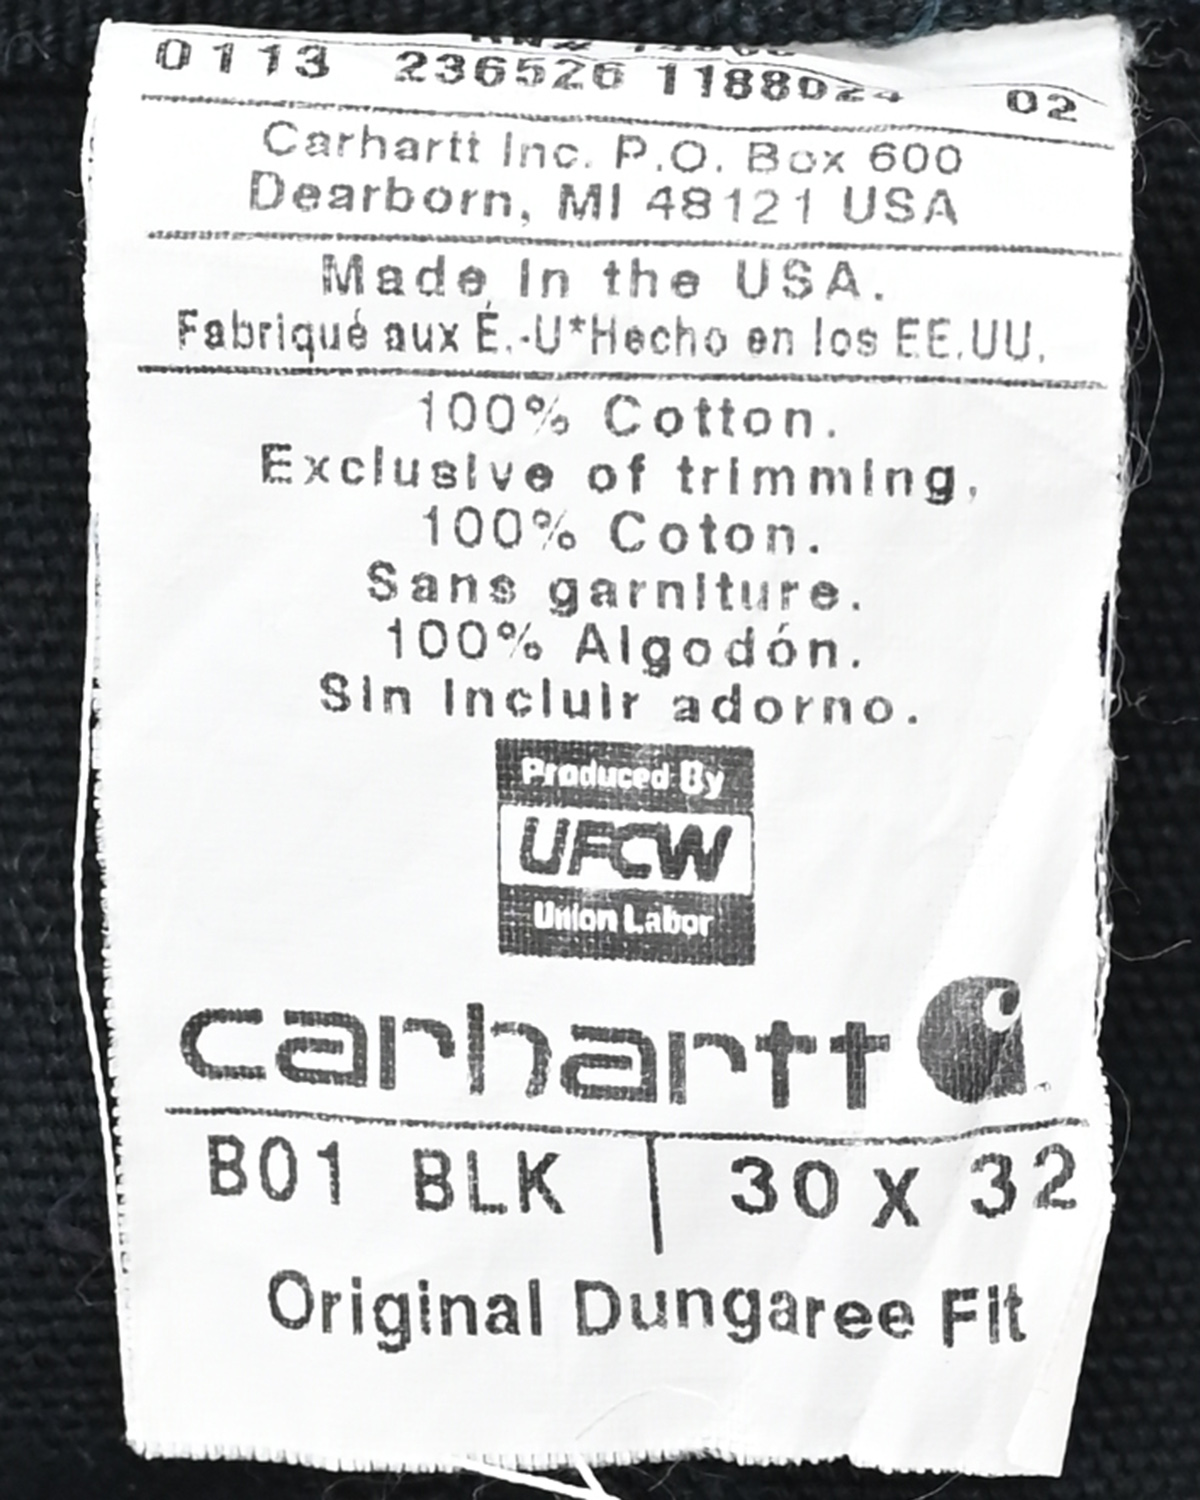 0113 236526 1188024 02
Carhartt Inc. P.O. Box 600
Dearborn, MI 48121 USA
Made In the USA.
Fabriqué aux É.-U*Hecho en los EE.UU.
100% Cotton.
Exclusive of trimming.
100% Coton.
Sans garniture.
100% Algodón.
Sin Incluir adorno.
Produced By
UFCW
Union Labor
carhartt
B01 BLK | 30 X 32
Original Dungaree Fit